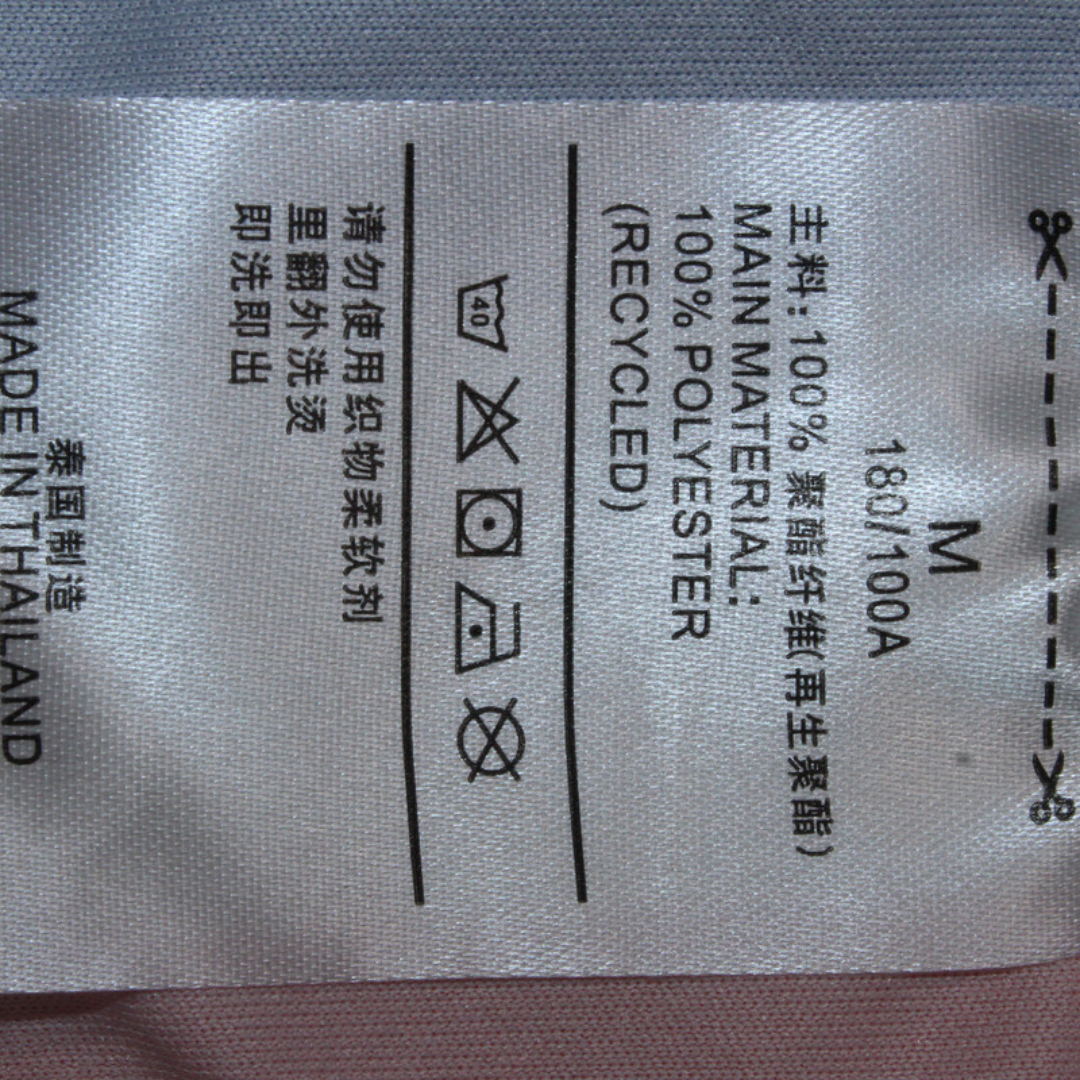 M
180/100A
主料: 100% 聚酯纤维(再生聚酯)
MAIN MATERIAL:
100% POLYESTER
(RECYCLED)
40
请勿使用织物柔软剂
里翻外洗烫
即洗即出
泰国制造
MADE IN THAILAND